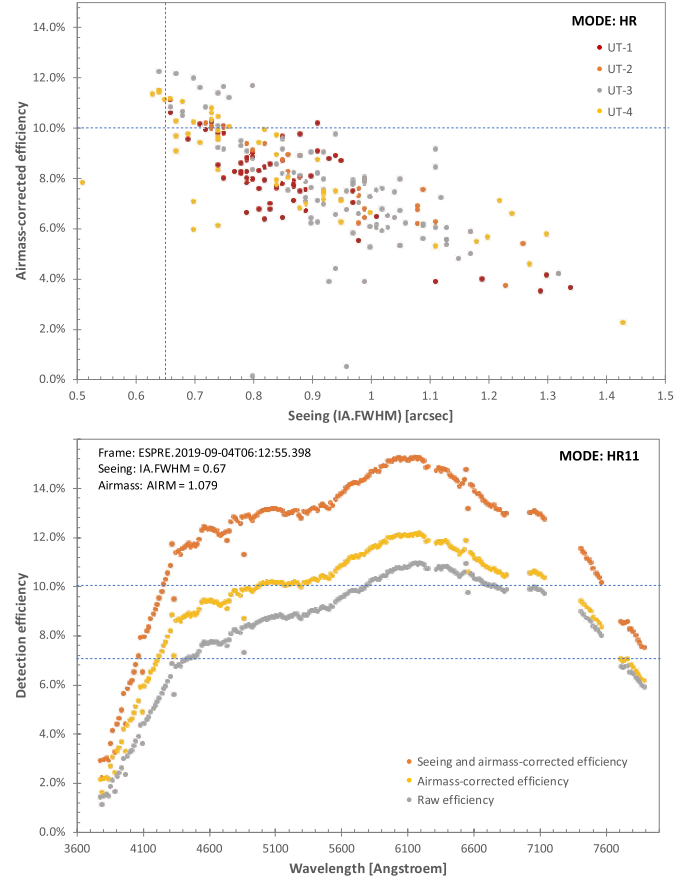 14.0%
12.0%
10.0%
8.0%
6.0%
4.0%
2.0%
0.0%
Airmass-corrected efficiency
MODE: HR
UT-1
UT-2
UT-3
UT-4
0.5 0.6 0.7 0.8 0.9 1 1.1 1.2 1.3 1.4 1.5
Seeing (IA.FWHM) [arcsec]
Frame: ESPRE.2019-09-04T06:12:55.398
Seeing: IA.FWHM = 0.67
Airmass: AIRM = 1.079
MODE: HR11
14.0%
12.0%
10.0%
8.0%
6.0%
4.0%
2.0%
0.0%
Detection efficiency
Seeing and airmass-corrected efficiency
Airmass-corrected efficiency
Raw efficiency
3600 4100 4600 5100 5600 6100 6600 7100 7600
Wavelength [Angstroem]